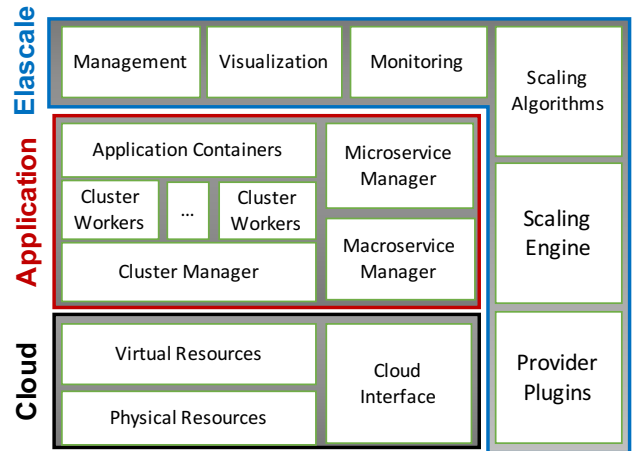 Elascale
Management
Visualization
Monitoring
Scaling
Algorithms
Application
Application Containers
Microservice
Manager
Cluster
Workers
...
Cluster
Workers
Cluster Manager
Macroservice
Manager
Scaling
Engine
Cloud
Virtual Resources
Physical Resources
Cloud
Interface
Provider
Plugins